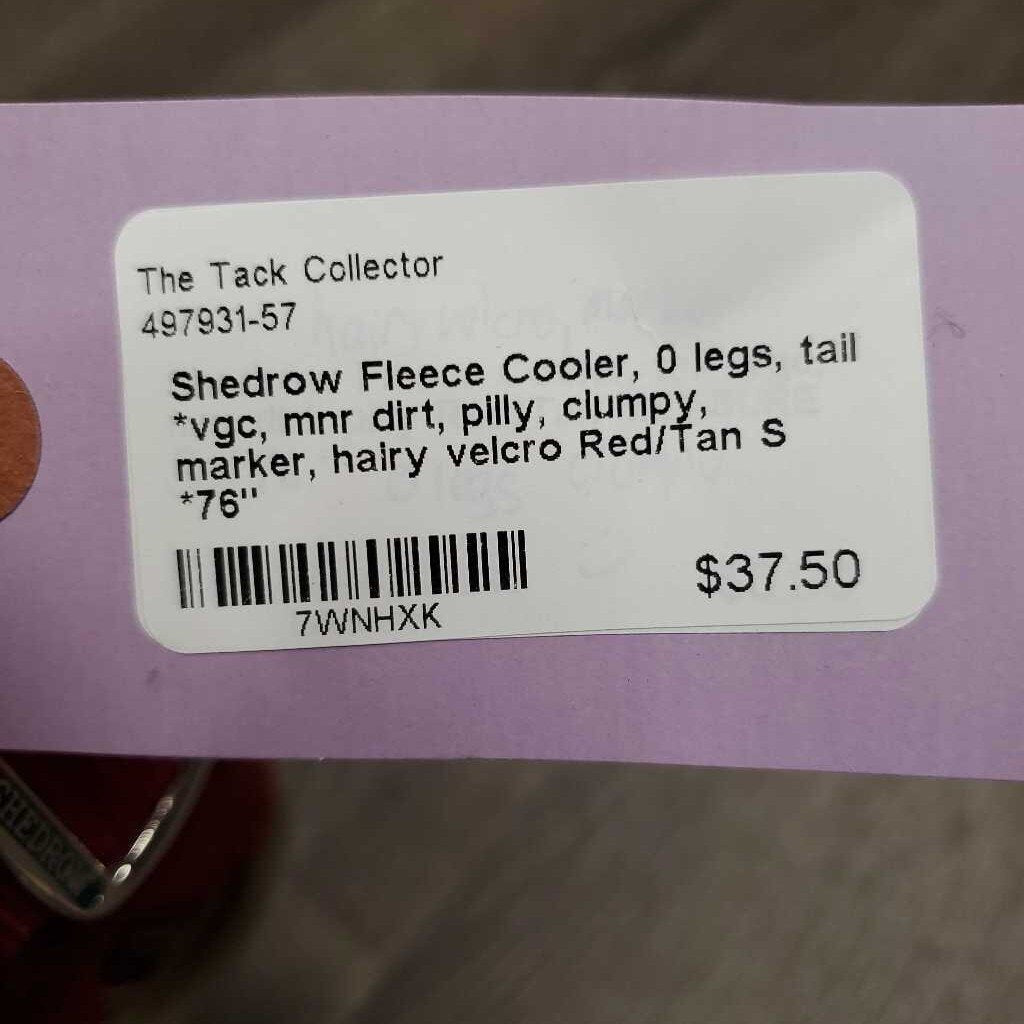 The Tack Collector
497931-57
Shedrow Fleece Cooler, 0 legs, tail
*vgc, mnr dirt, pilly, clumpy,
marker, hairy velcro Red/Tan S
*76"
7WNHXK
$37.50